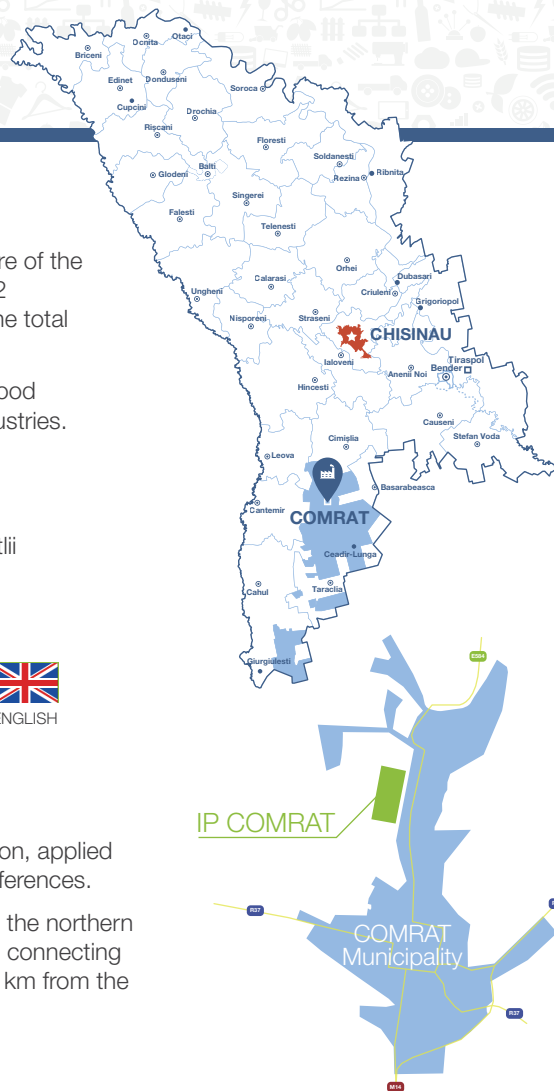 Otaci
Ocnita
Briceni
Edinet
Donduseni
Soroca
Cupcini
Drochia
Rișcani
Floresti
Soldanesti
Balti
Glodeni
Rezina
Ribnita
Singerei
Falesti
Telenesti
Orhei
Dubasari
Calarasi
Criuleni
Ungheni
Grigoriopol
Straseni
Nisporeni
CHISINAU
Ialoveni
Tiraspol
Bender
Anenii Noi
Hincesti
Causeni
Stefan Voda
Cimișlia
Leova
Basarabeasca
Cantemir
COMRAT
Ceadir-Lunga
Cahul
Taraclia
Giurgiulesti
re of the
2
he total
ood
ustries.
tlii
ENGLISH
on, applied
ferences.
the northern
connecting
km from the
E584
IP COMRAT
R37
COMRAT
Municipality
R37
M14